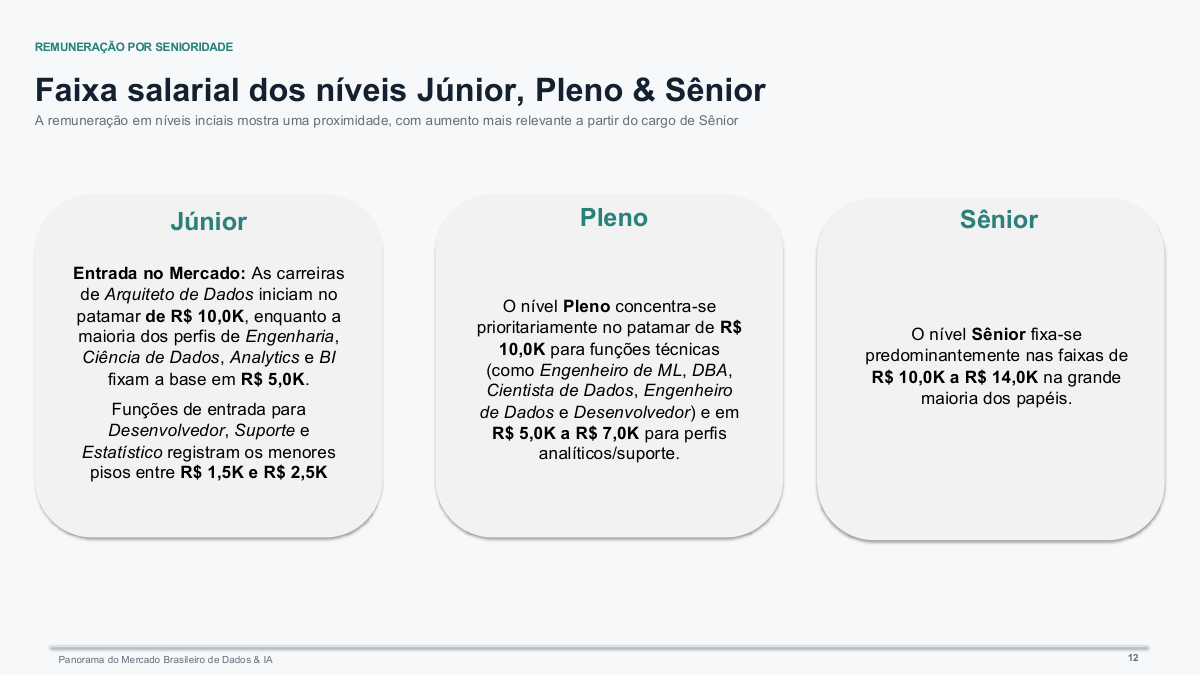 REMUNERAÇÃO POR SENIORIDADE
Faixa salarial dos níveis Júnior, Pleno & Sênior
A remuneração em níveis inciais mostra uma proximidade, com aumento mais relevante a partir do cargo de Sênior
Júnior
Entrada no Mercado: As carreiras
de Arquiteto de Dados iniciam no
patamar de R$ 10,0K, enquanto a
maioria dos perfis de Engenharia,
Ciência de Dados, Analytics e BI
fixam a base em R$ 5,0K.
Funções de entrada para
Desenvolvedor, Suporte e
Estatístico registram os menores
pisos entre R$ 1,5K e R$ 2,5K
Pleno
O nível Pleno concentra-se
prioritariamente no patamar de R$
10,0K para funções técnicas
(como Engenheiro de ML, DBA,
Cientista de Dados, Engenheiro
de Dados e Desenvolvedor) e em
R$ 5,0K a R$ 7,0K para perfis
analíticos/suporte.
Sênior
O nível Sênior fixa-se
predominantemente nas faixas de
R$ 10,0K a R$ 14,0K na grande
maioria dos papéis.
Panorama do Mercado Brasileiro de Dados & IA
12